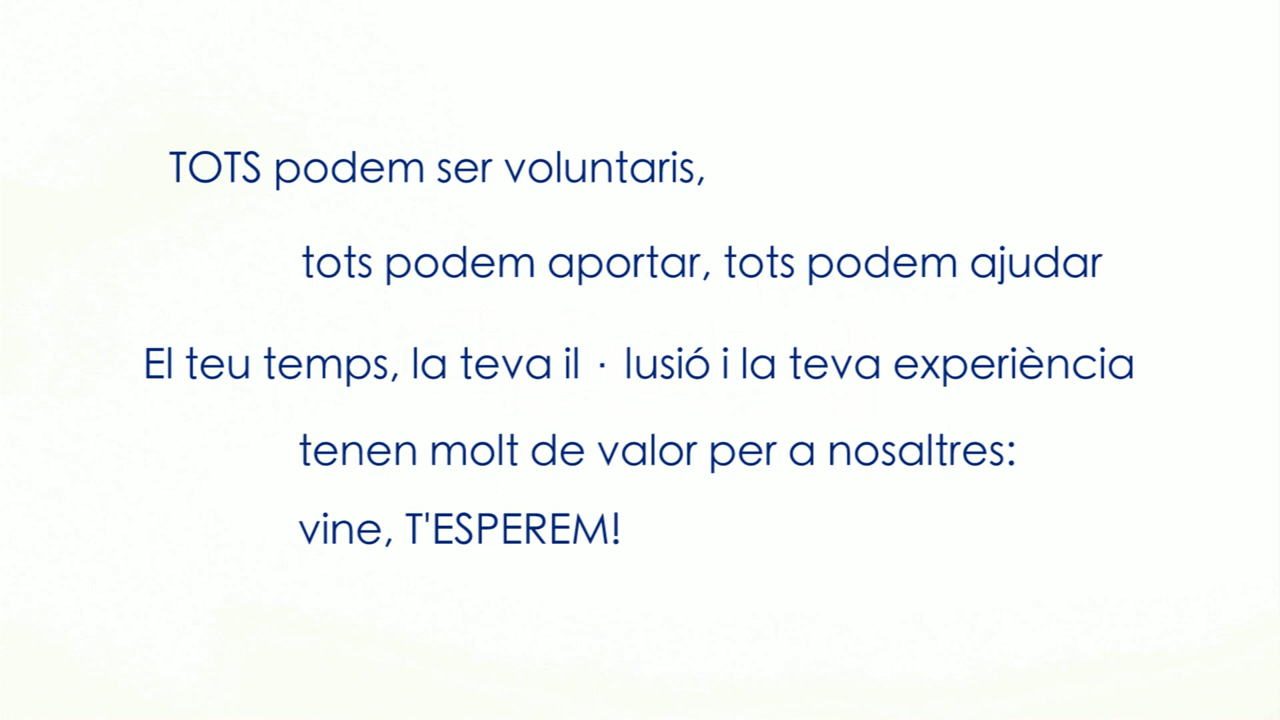 TOTS podem ser voluntaris,
tots podem aportar, tots podem ajudar
El teu temps, la teva il · lusió i la teva experiència
tenen molt de valor per a nosaltres:
vine, T'ESPEREM!